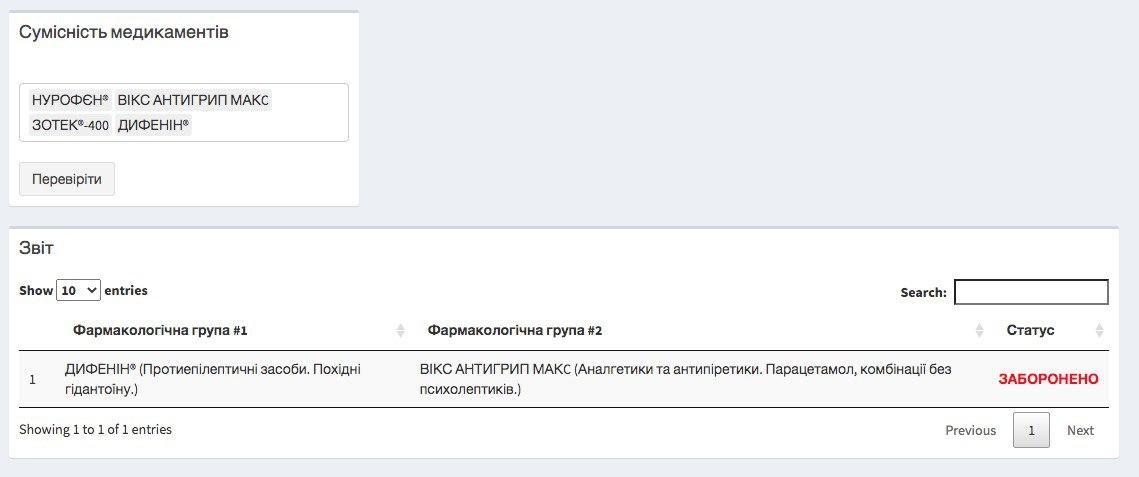 Сумісність медикаментів
НУРОФЄН® ВІКС АНТИГРИП МАКС
ЗОТЕК®-400 ДИФЕНІН®
Перевіріти
Звіт
Show 10 entries
Search:
Фармакологічна група #1 Фармакологічна група #2 Статус
1 ДИФЕНІН® (Протиепілептичні засоби. Похідні гідантоїну.) ВІКС АНТИГРИП МАКС (Аналгетики та антипіретики. Парацетамол, комбінації без психолептиків.) ЗАБОРОНЕНО
Showing 1 to 1 of 1 entries
Previous 1 Next